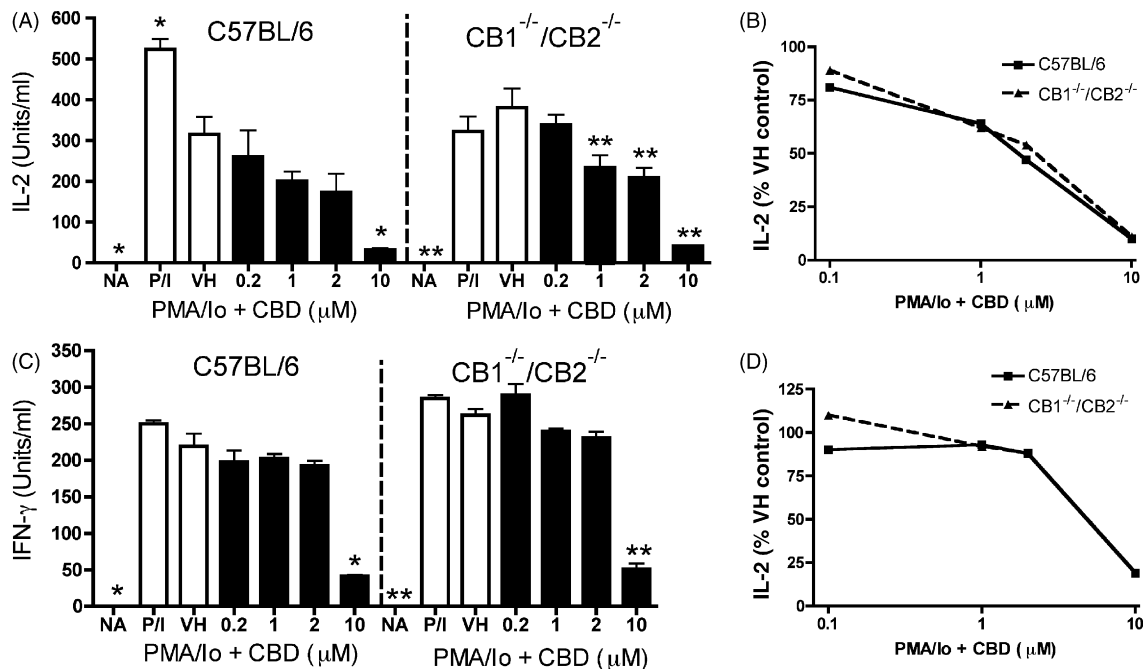 (A)
C57BL/6
CB1-/-/CB2-/-
IL-2 (Units/ml)
600
500
400
300
200
100
0
*
*
*
**
**
**
**
NA P/I VH 0.2 1 2 10 NA P/I VH 0.2 1 2 10
PMA/Io + CBD (μM) PMA/Io + CBD (μM)
(B)
C57BL/6
CB1-/-/CB2-/-
IL-2 (% VH control)
100
75
50
25
0
0.1 1 10
PMA/Io + CBD ( μM)
(C)
C57BL/6
CB1-/-/CB2-/-
IFN-γ (Units/ml)
350
300
250
200
150
100
50
0
*
*
**
**
NA P/I VH 0.2 1 2 10 NA P/I VH 0.2 1 2 10
PMA/Io + CBD (μM) PMA/Io + CBD (μM)
(D)
C57BL/6
CB1-/-/CB2-/-
IL-2 (% VH control)
125
100
75
50
25
0
0.1 1 10
PMA/Io + CBD (μM)